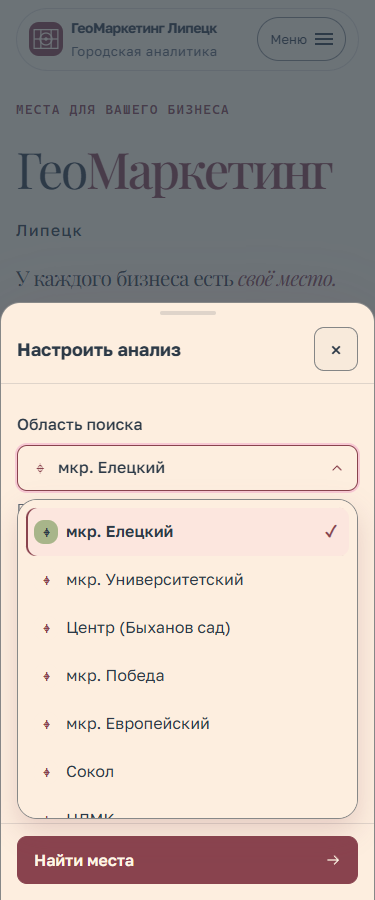 ГеоМаркетинг Липецк
Городская аналитика
Меню
МЕСТА ДЛЯ ВАШЕГО БИЗНЕСА
ГеоМаркетинг
Липецк
У каждого бизнеса есть своё место.
Настроить анализ
Область поиска
мкр. Елецкий
мкр. Елецкий
мкр. Университетский
Центр (Быханов сад)
мкр. Победа
мкр. Европейский
Сокол
Найти места